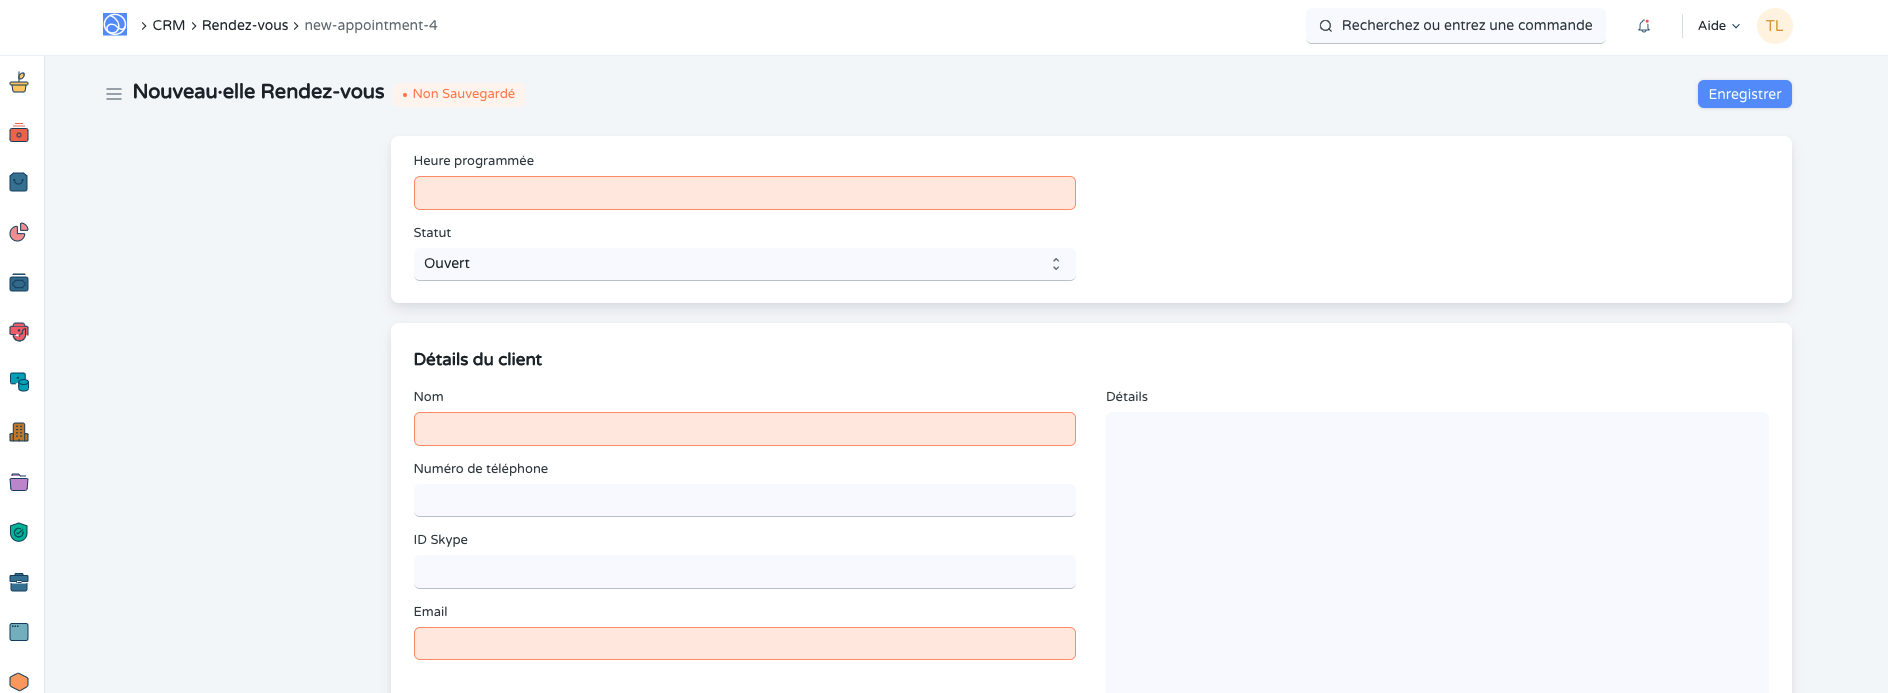 CRM Rendez-vous new-appointment-4
Recherchez ou entrez une commande
Aide
TL
Nouveau·elle Rendez-vous
Non Sauvegardé
Enregistrer
Heure programmée
Statut
Ouvert
Détails du client
Nom
Détails
Numéro de téléphone
ID Skype
Email